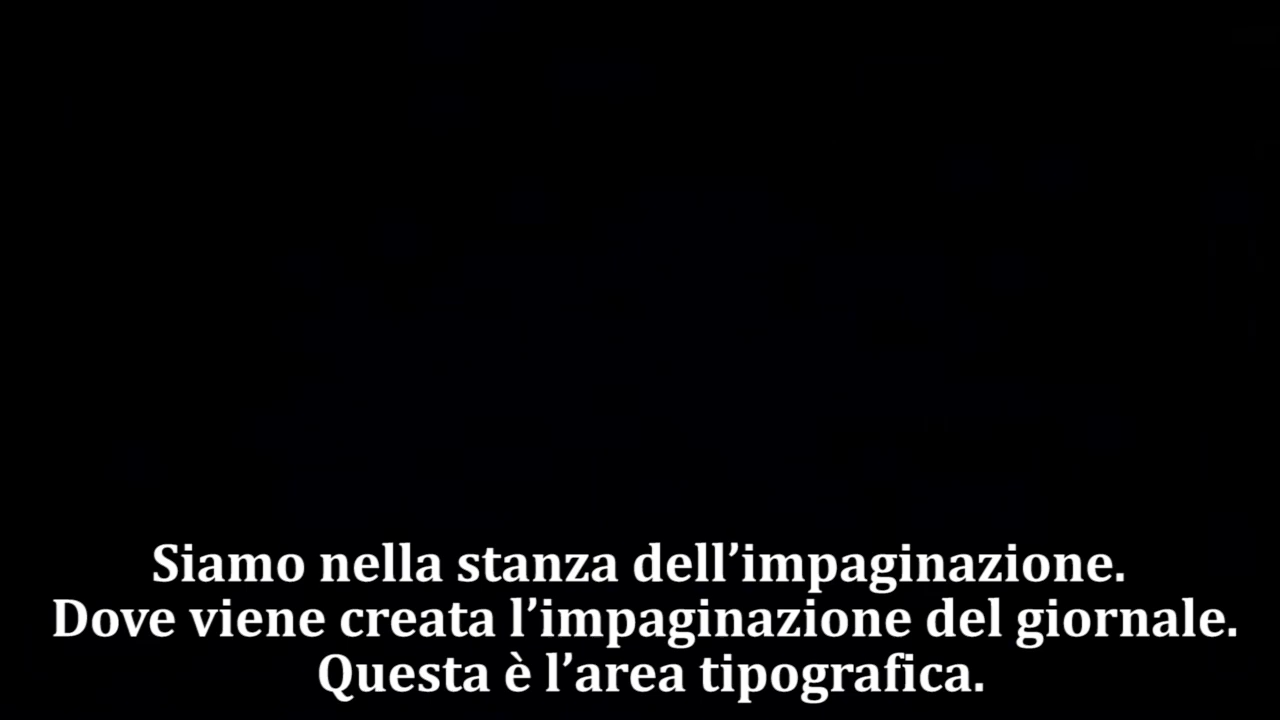 Siamo nella stanza dell’impaginazione.
Dove viene creata l’impaginazione del giornale.
Questa è l’area tipografica.